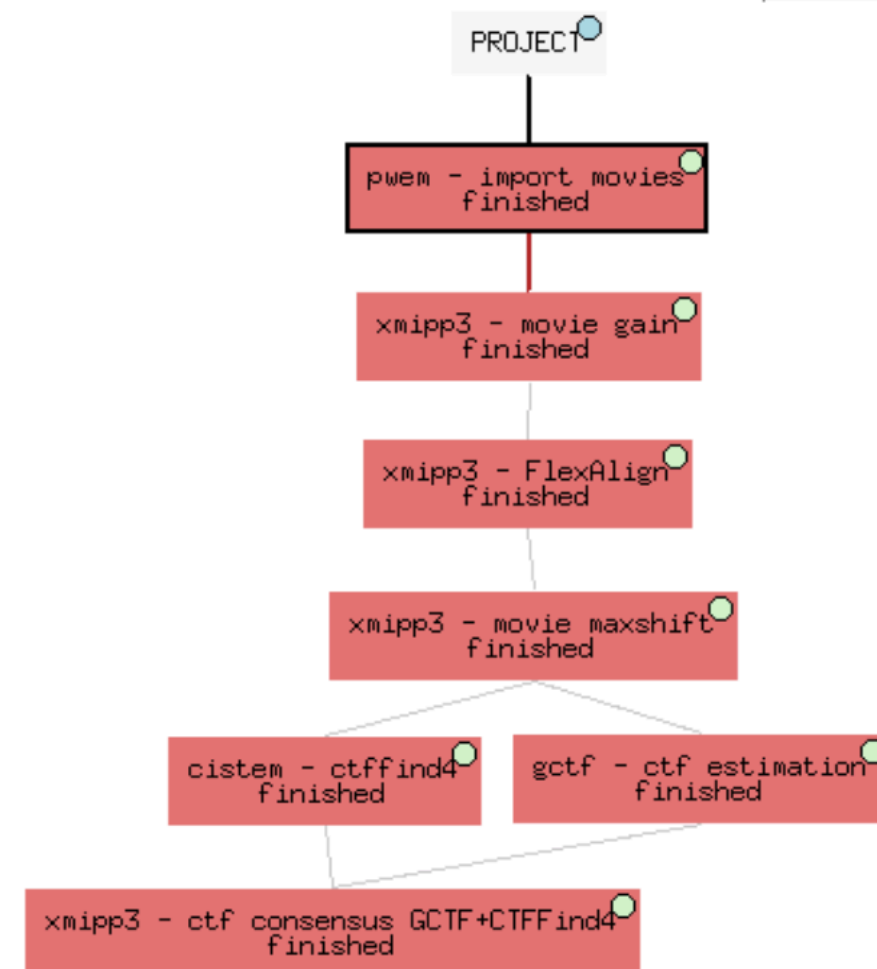 PROJECT
pwem - import movies
finished
xmipp3 - movie gain
finished
xmipp3 - FlexAlign
finished
xmipp3 - movie maxshift
finished
cistem - ctffind4
finished
gctf - ctf estimation
finished
xmipp3 - ctf consensus GCTF+CTFFind4
finished